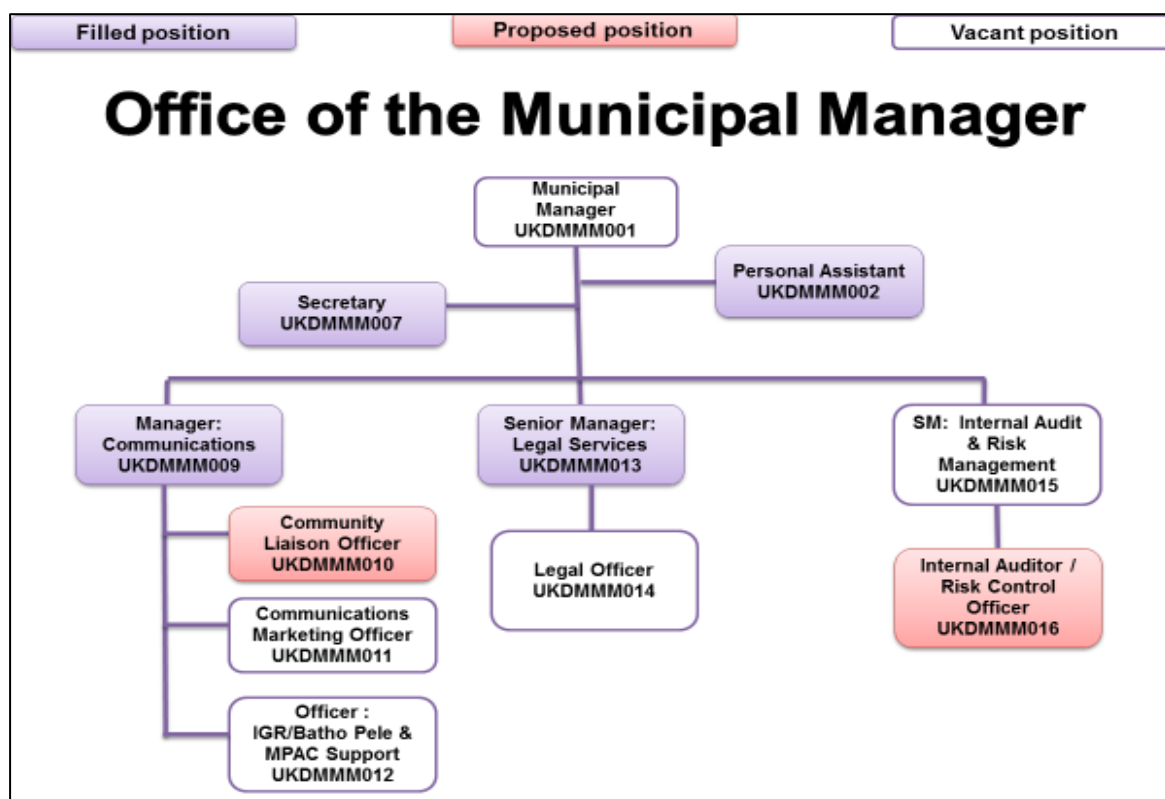 Filled position
Proposed position
Vacant position
Office of the Municipal Manager
Municipal
Manager
UKDMMM001
Personal Assistant
UKDMMM002
Secretary
UKDMMM007
Manager:
Communications
UKDMMM009
Senior Manager:
Legal Services
UKDMMM013
SM: Internal Audit
& Risk
Management
UKDMMM015
Community
Liaison Officer
UKDMMM010
Communications
Marketing Officer
UKDMMM011
Officer :
IGR/Batho Pele &
MPAC Support
UKDMMM012
Legal Officer
UKDMMM014
Internal Auditor /
Risk Control
Officer
UKDMMM016